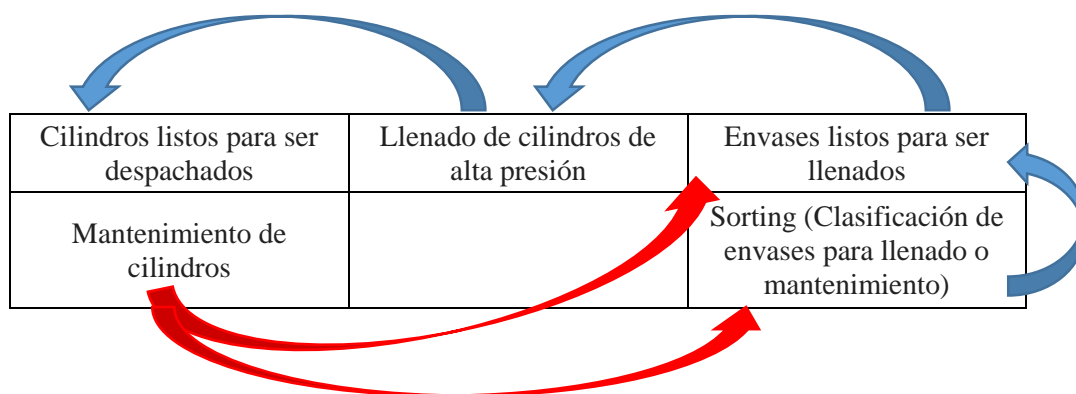 Cilindros listos para ser
despachados
Llenado de cilindros de
alta presión
Envases listos para ser
llenados
Mantenimiento de
cilindros
Sorting (Clasificación de
envases para llenado o
mantenimiento)